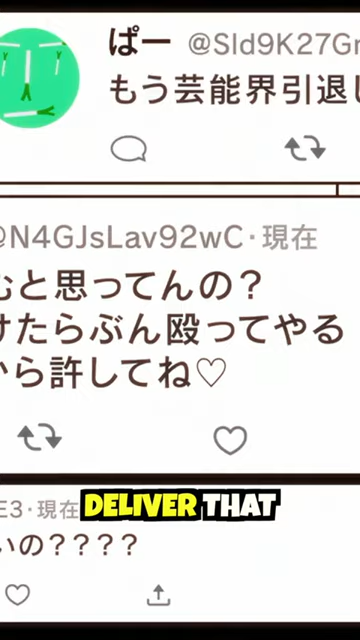 ぱー @Sld9K27Gr
もう芸能界引退し
@N4GJsLav92wC・現在
むと思ってんの？
けたらぶん殴ってやる
から許してね♡
E3・現在
DELIVER THAT
いの????